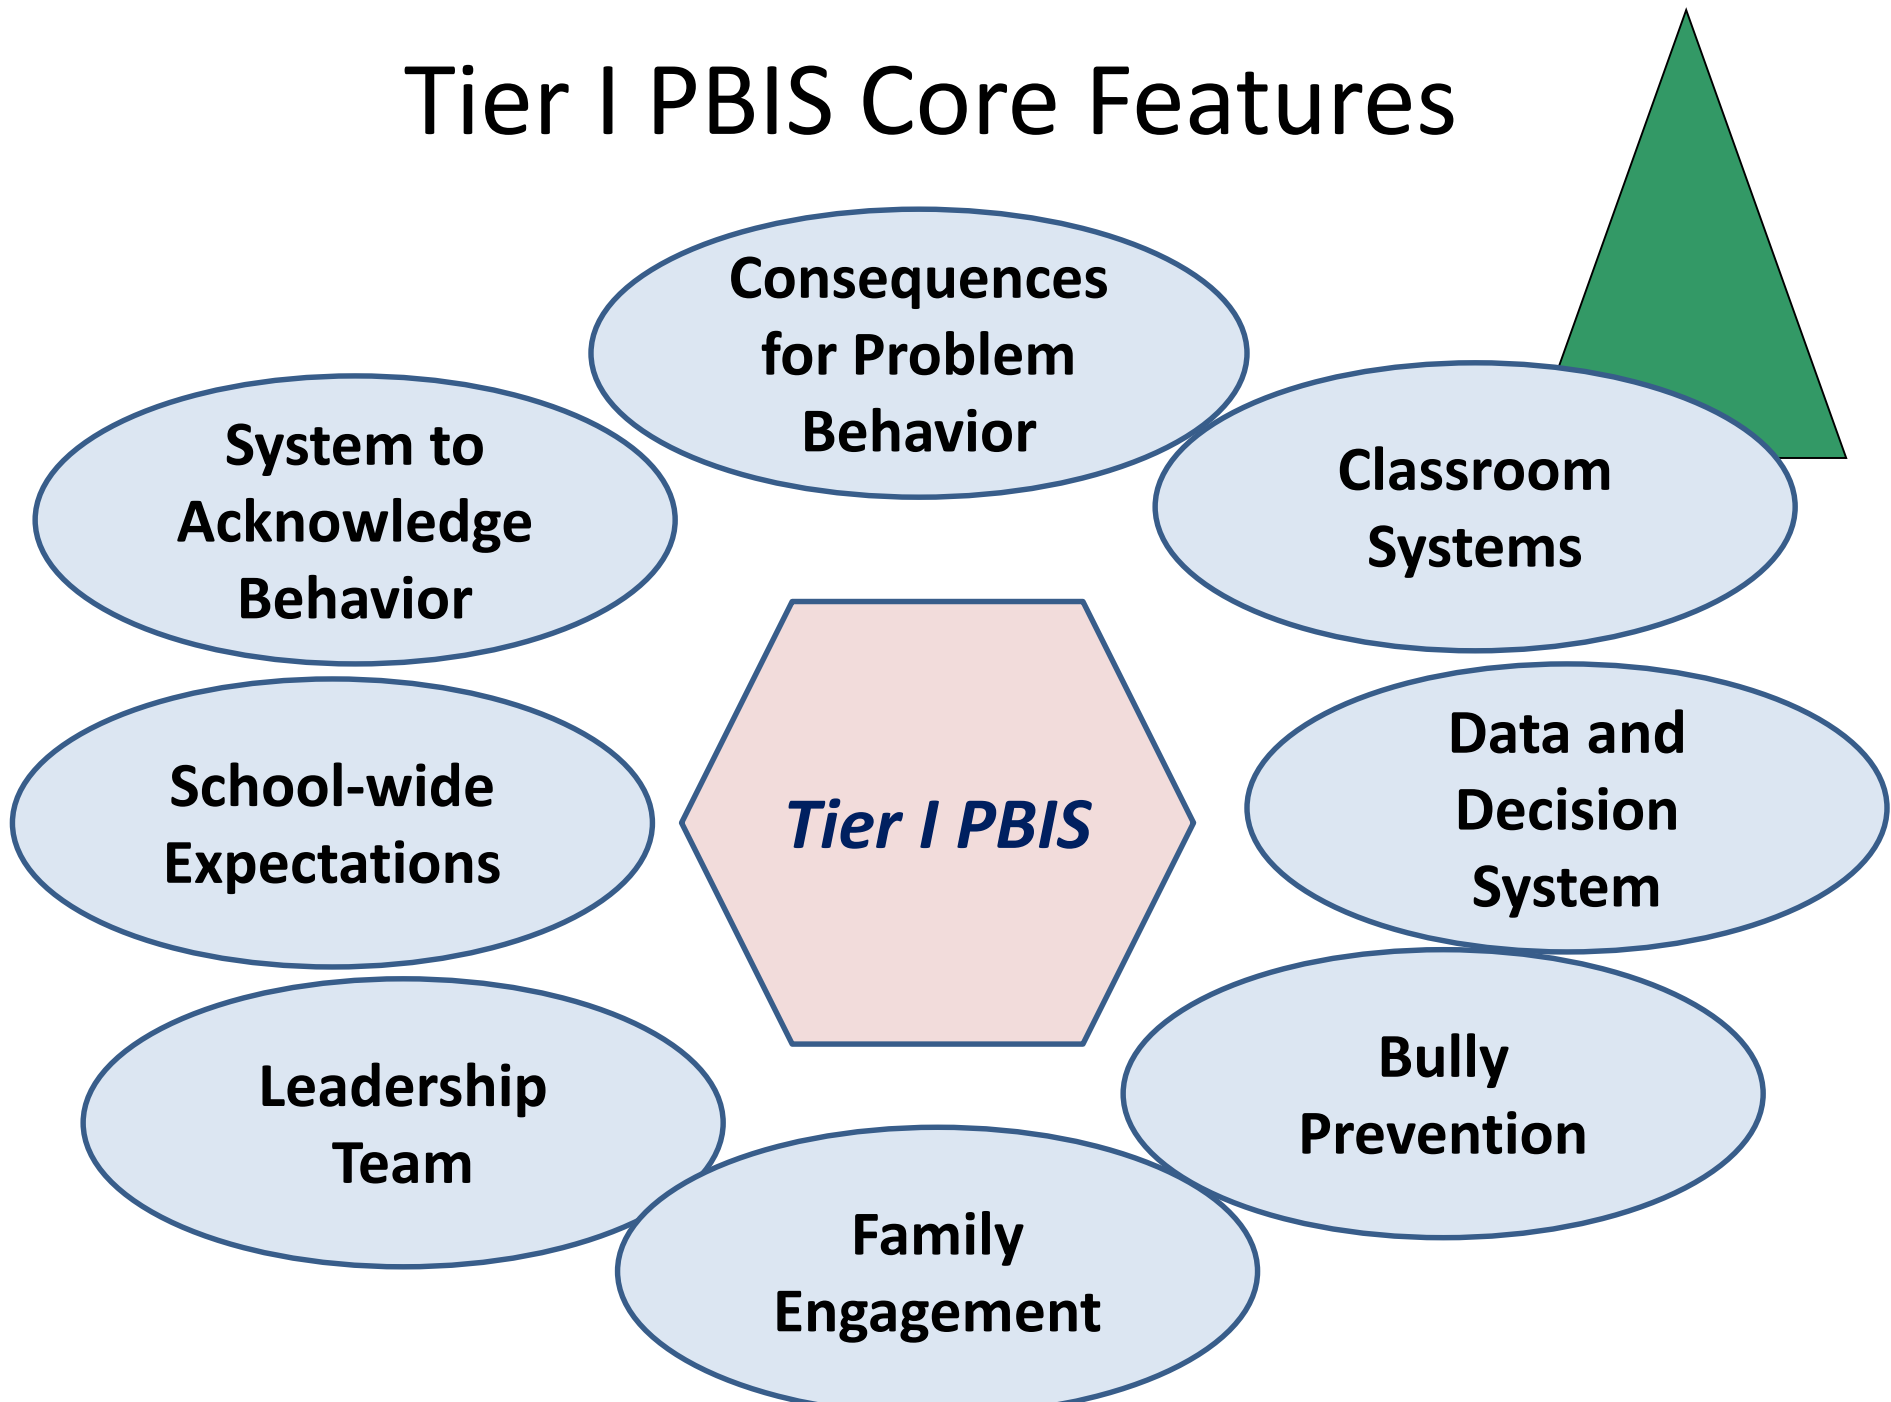 Tier I PBIS Core Features
Consequences
for Problem
Behavior
System to
Acknowledge
Behavior
Classroom
Systems
School-wide
Expectations
Tier I PBIS
Data and
Decision
System
Leadership
Team
Bully
Prevention
Family
Engagement